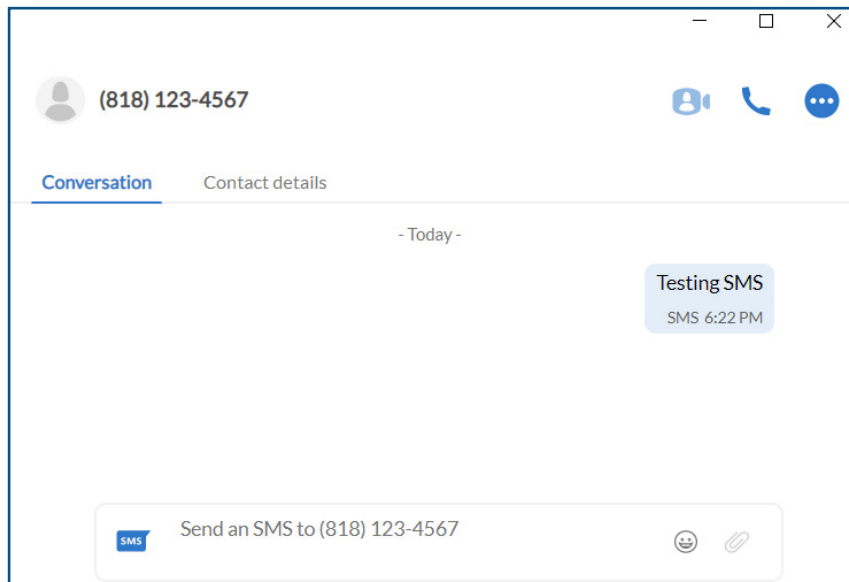 (818) 123-4567
Conversation Contact details
- Today -
Testing SMS
SMS 6:22 PM
SMS Send an SMS to (818) 123-4567